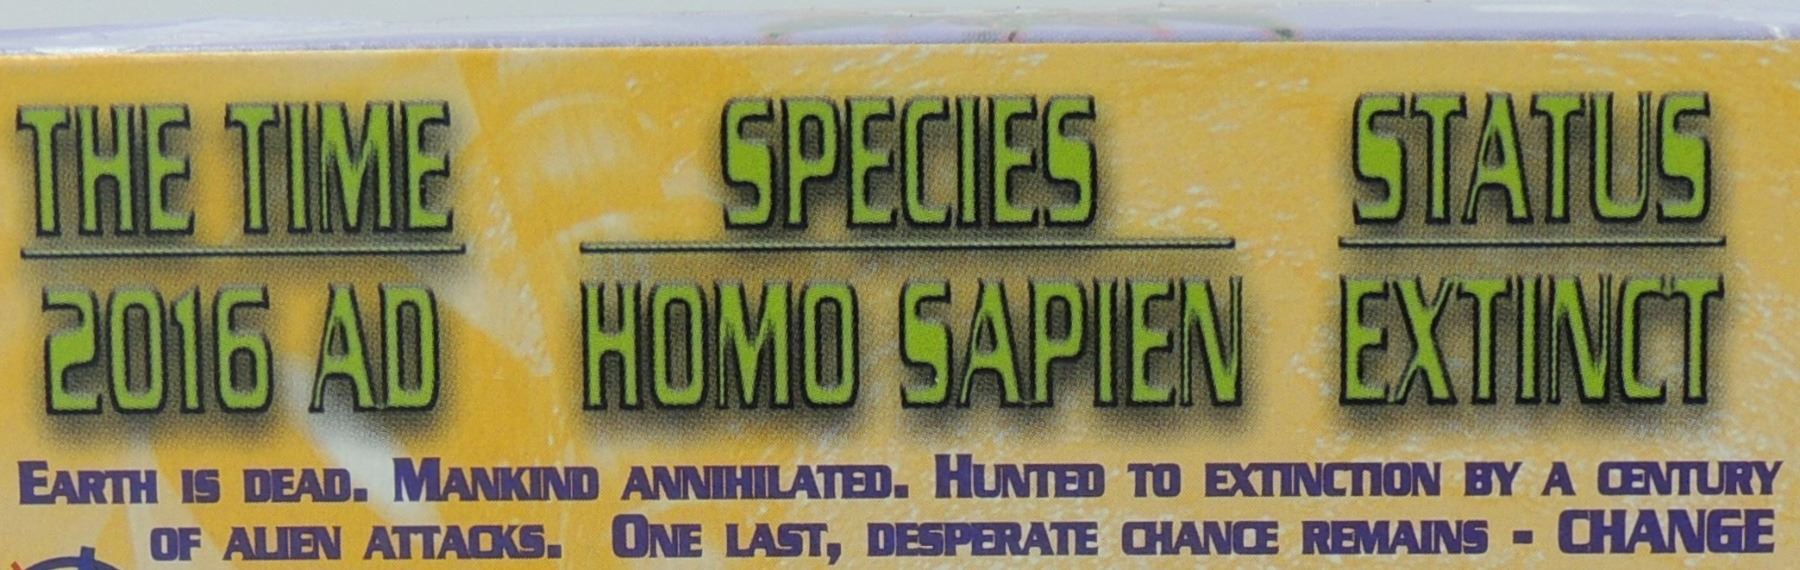 THE TIME SPECIES STATUS
2016 AD HOMO SAPIEN EXTINCT
EARTH IS DEAD. MANKIND ANNIHILATED. HUNTED TO EXTINCTION BY A CENTURY
OF ALIEN ATTACKS. ONE LAST, DESPERATE CHANCE REMAINS - CHANGE